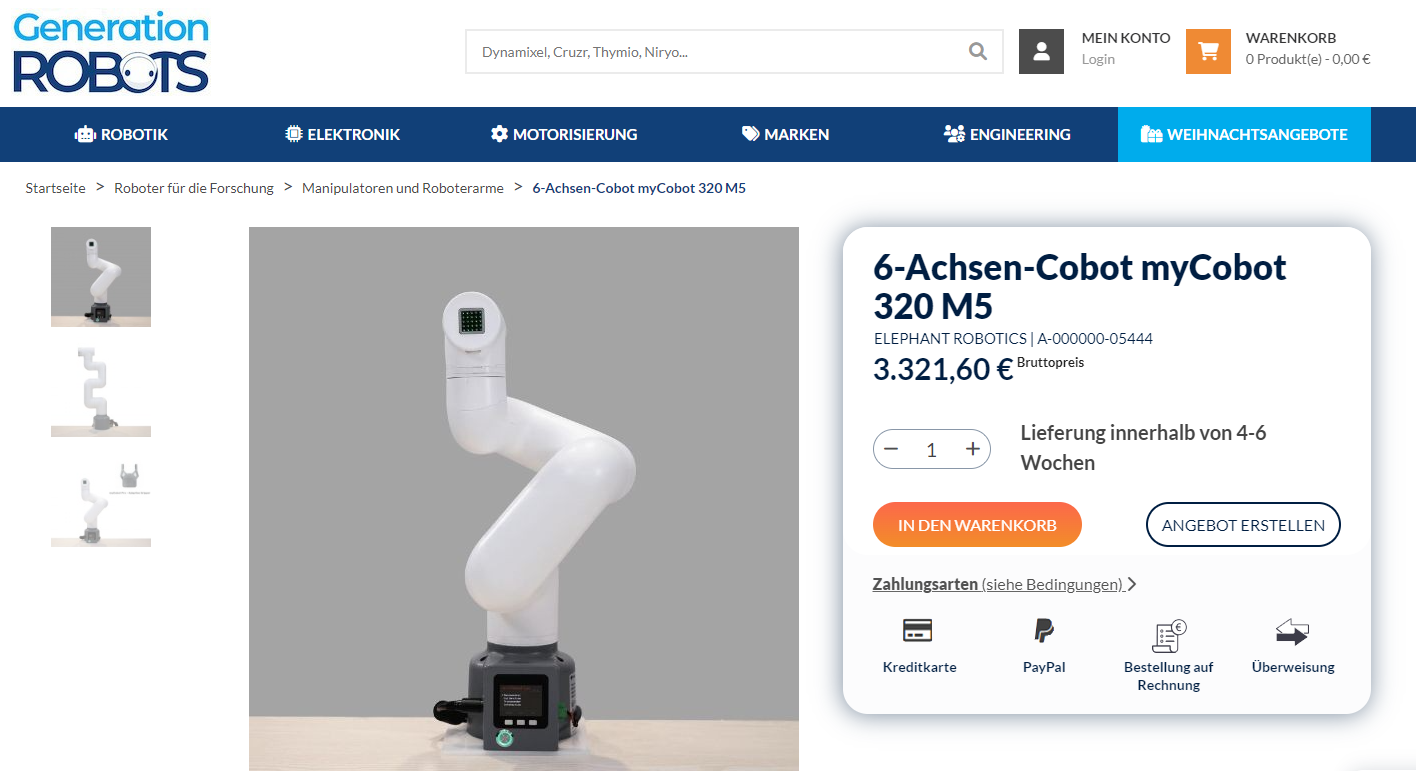 Generation
ROBOTS
Dynamixel, Cruzr, Thymio, Niryo...
MEIN KONTO
Login
WARENKORB
0 Produkt(e) - 0,00 €
ROBOTIK
ELEKTRONIK
MOTORISIERUNG
MARKEN
ENGINEERING
WEIHNACHTSANGEBOTE
Startseite > Roboter für die Forschung > Manipulatoren und Roboterarme > 6-Achsen-Cobot myCobot 320 M5
6-Achsen-Cobot myCobot
320 M5
ELEPHANT ROBOTICS | A-000000-05444
3.321,60 € Bruttopreis
− 1 +
Lieferung innerhalb von 4-6
Wochen
IN DEN WARENKORB
ANGEBOT ERSTELLEN
Zahlungsarten (siehe Bedingungen)
Kreditkarte
PayPal
Bestellung auf
Rechnung
Überweisung